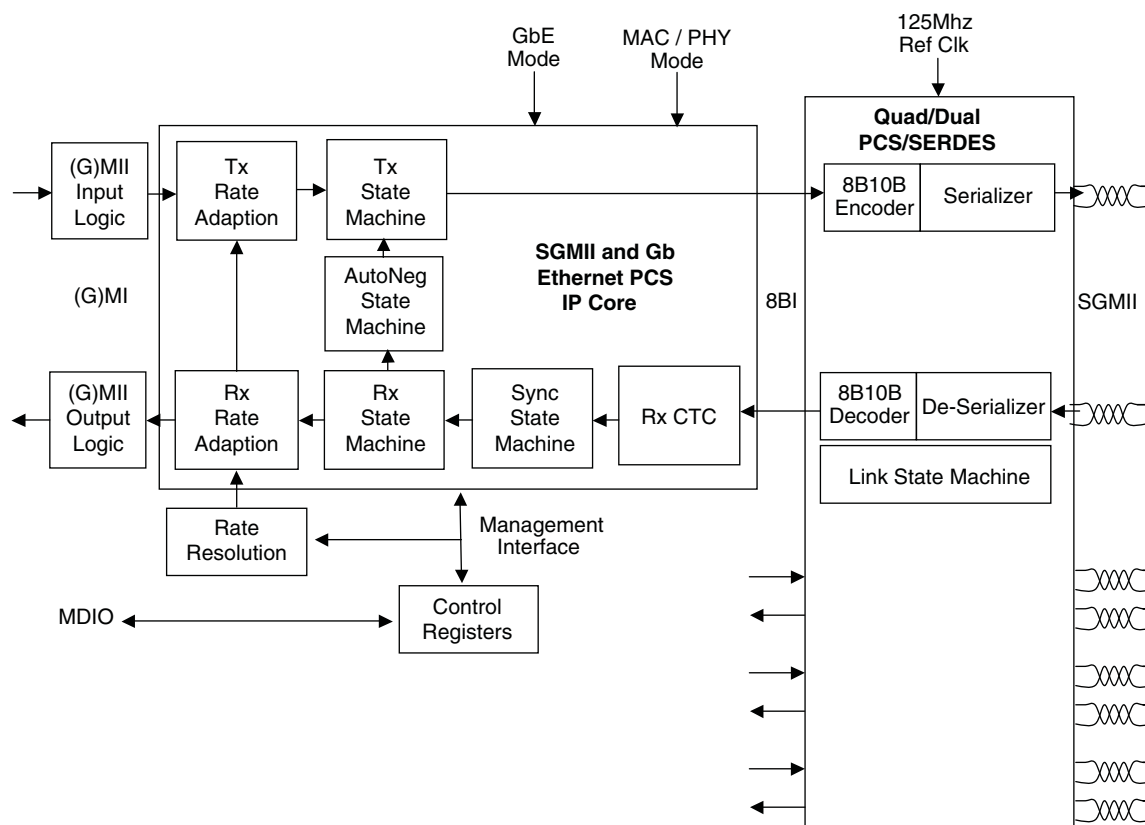 GbE
Mode
MAC / PHY
Mode
125Mhz
Ref Clk
Quad/Dual
PCS/SERDES
(G)MII
Input
Logic
Tx
Rate
Adaption
Tx
State
Machine
8B10B
Encoder
Serializer
SGMII and Gb
Ethernet PCS
IP Core
AutoNeg
State
Machine
(G)MI
8BI
SGMII
(G)MII
Output
Logic
Rx
Rate
Adaption
Rx
State
Machine
Sync
State
Machine
Rx CTC
8B10B
Decoder
De-Serializer
Link State Machine
Rate
Resolution
Management
Interface
MDIO
Control
Registers